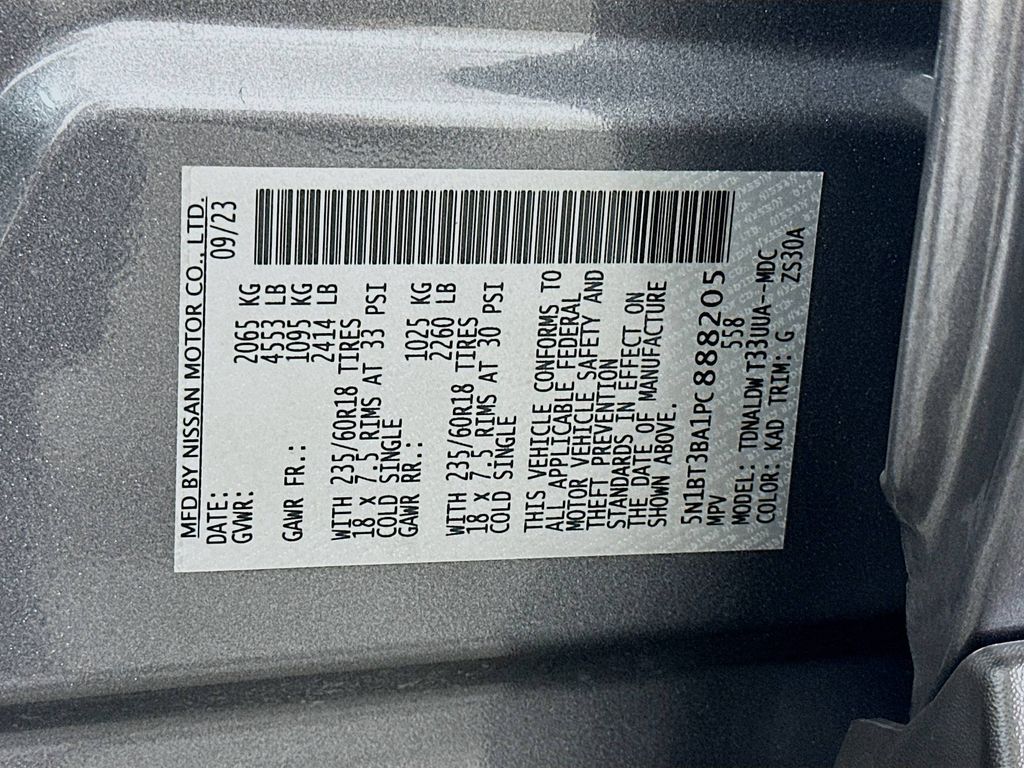 MFD BY NISSAN MOTOR CO., LTD.
DATE: 09/23
GVWR: 2065 KG
4553 LB
GAWR FR.: 1095 KG
2414 LB
WITH 235/60R18 TIRES
18 X 7.5 RIMS AT 33 PSI
COLD SINGLE
GAWR RR.: 1025 KG
2260 LB
WITH 235/60R18 TIRES
18 X 7.5 RIMS AT 30 PSI
COLD SINGLE
THIS VEHICLE CONFORMS TO
ALL APPLICABLE FEDERAL
MOTOR VEHICLE SAFETY AND
THEFT PREVENTION
STANDARDS IN EFFECT ON
THE DATE OF MANUFACTURE
SHOWN ABOVE.
5N1BT3BA1PC888205
MPV 558
MODEL: TDNALDW T33UUA--MDC
COLOR: KAD TRIM: G ZS30A